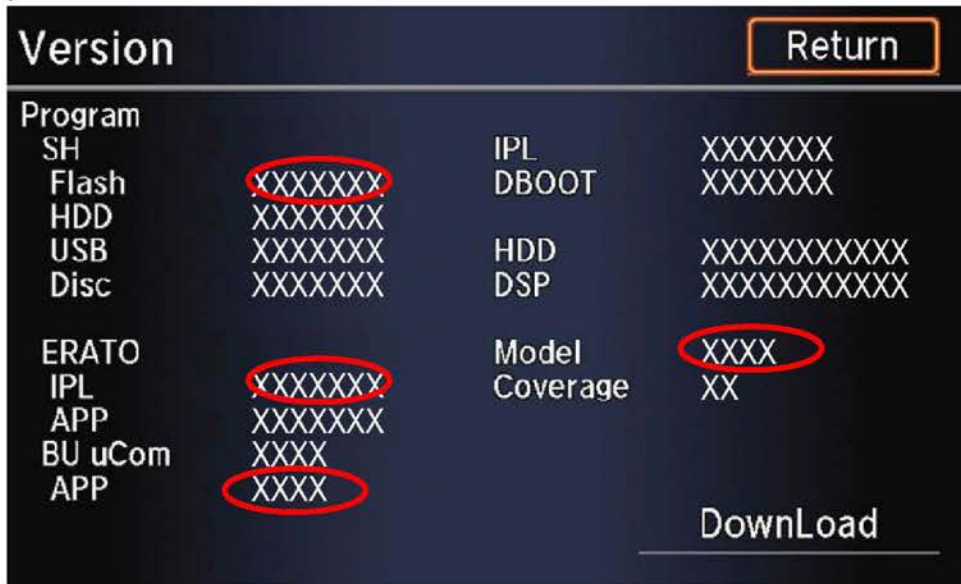 Version
Return
Program
SH
Flash XXXXXXX
HDD XXXXXXX
USB XXXXXXX
Disc XXXXXXX
ERATO
IPL XXXXXXX
APP XXXXXXX
BU uCom XXXX
APP XXXX
IPL XXXXXXX
DBOOT XXXXXXX
HDD XXXXXXXXXXX
DSP XXXXXXXXXXX
Model XXXX
Coverage XX
DownLoad